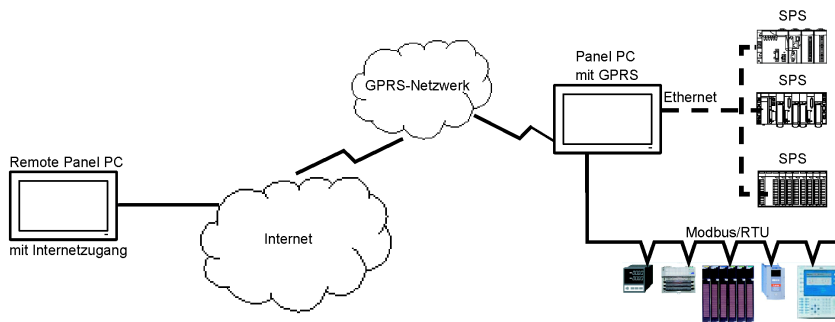 SPS
Panel PC
mit GPRS
GPRS-Netzwerk
SPS
Ethernet
Remote Panel PC
SPS
Internet
mit Internetzugang
Modbus/RTU